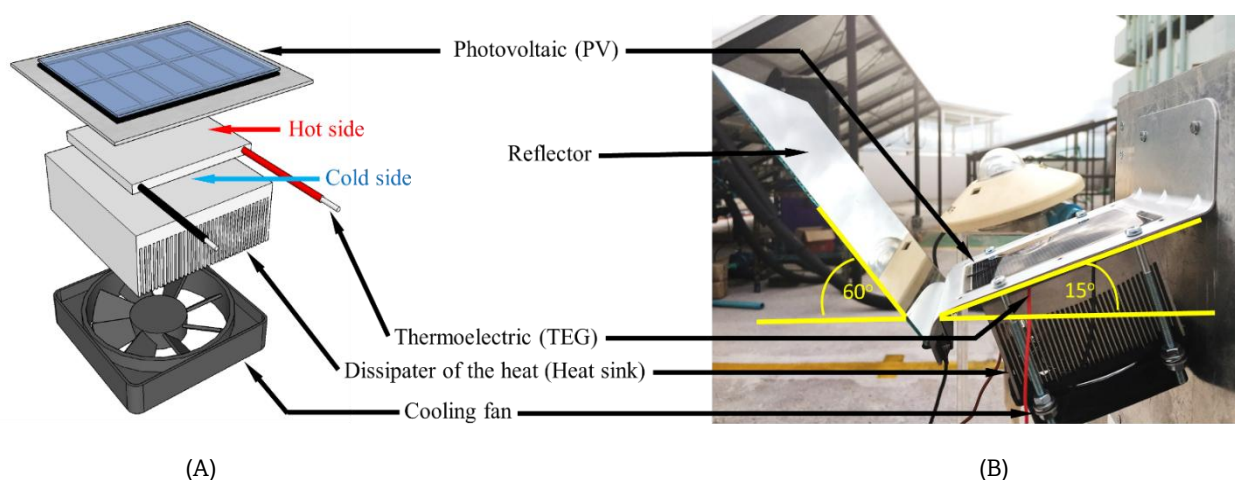 Photovoltaic (PV)
Hot side
Reflector
Cold side
60°
15°
Thermoelectric (TEG)
Dissipater of the heat (Heat sink)
Cooling fan
(A)
(B)